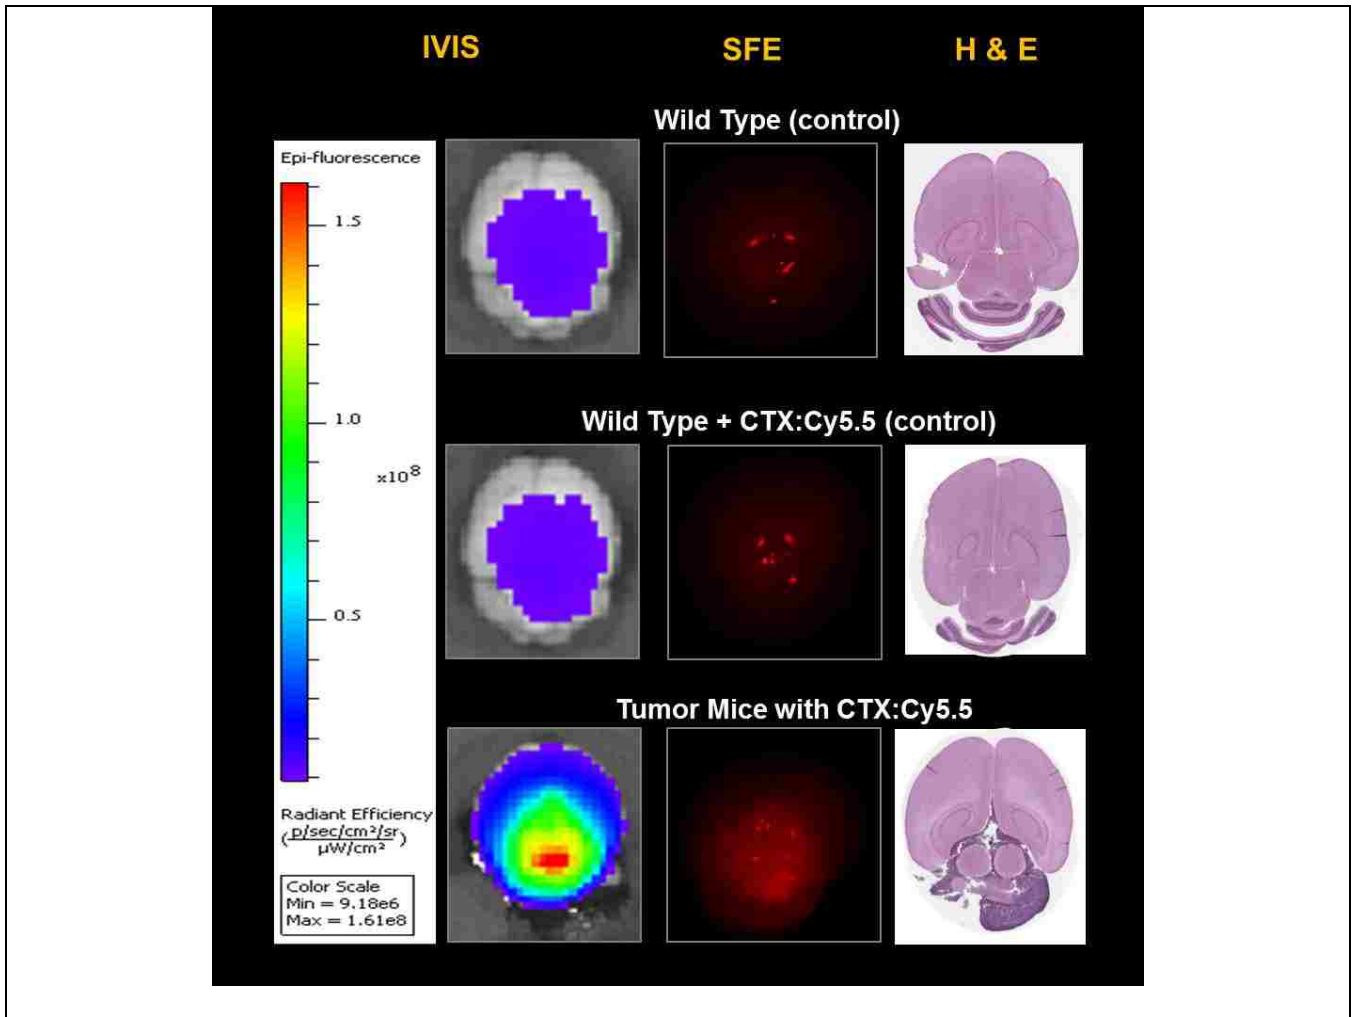 IVIS
SFE
H & E
Wild Type (control)
Epi-fluorescence
1.5
1.0
x10⁸
0.5
Radiant Efficiency
(p/sec/cm²/sr
µW/cm²)
Color Scale
Min = 9.18e6
Max = 1.61e8
Wild Type + CTX:Cy5.5 (control)
Tumor Mice with CTX:Cy5.5